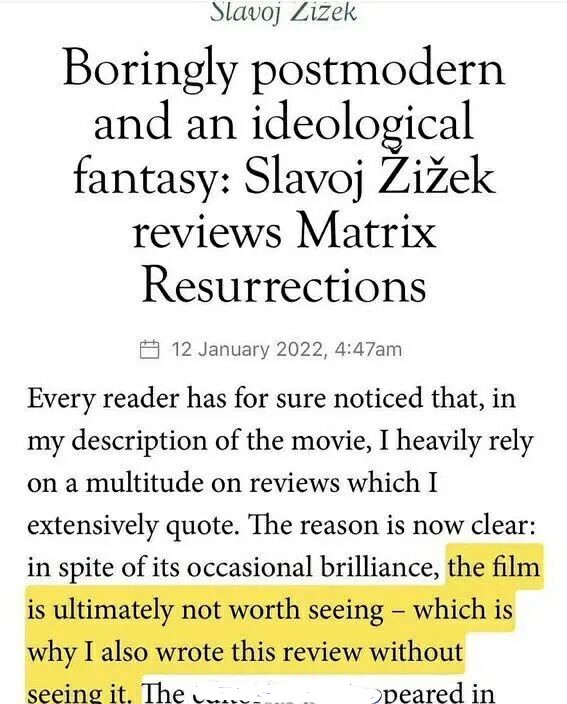 Slavoj Žižek
Boringly postmodern
and an ideological
fantasy: Slavoj Žižek
reviews Matrix
Resurrections
12 January 2022, 4:47am
Every reader has for sure noticed that, in
my description of the movie, I heavily rely
on a multitude on reviews which I
extensively quote. The reason is now clear:
in spite of its occasional brilliance, the film
is ultimately not worth seeing – which is
why I also wrote this review without
seeing it. The peared in